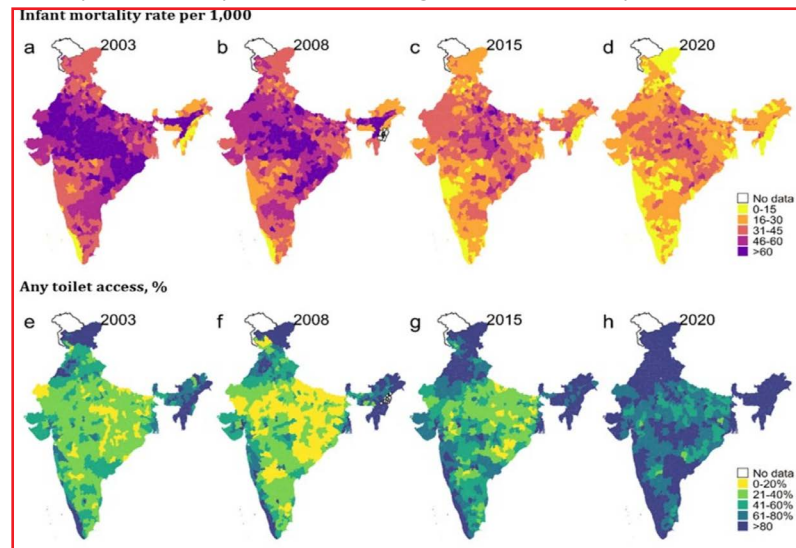 Infant mortality rate per 1,000
a 2003 b 2008 c 2015 d 2020
No data
0-15
16-30
31-45
46-60
>60
Any toilet access, %
e 2003 f 2008 g 2015 h 2020
No data
0-20%
21-40%
41-60%
61-80%
>80